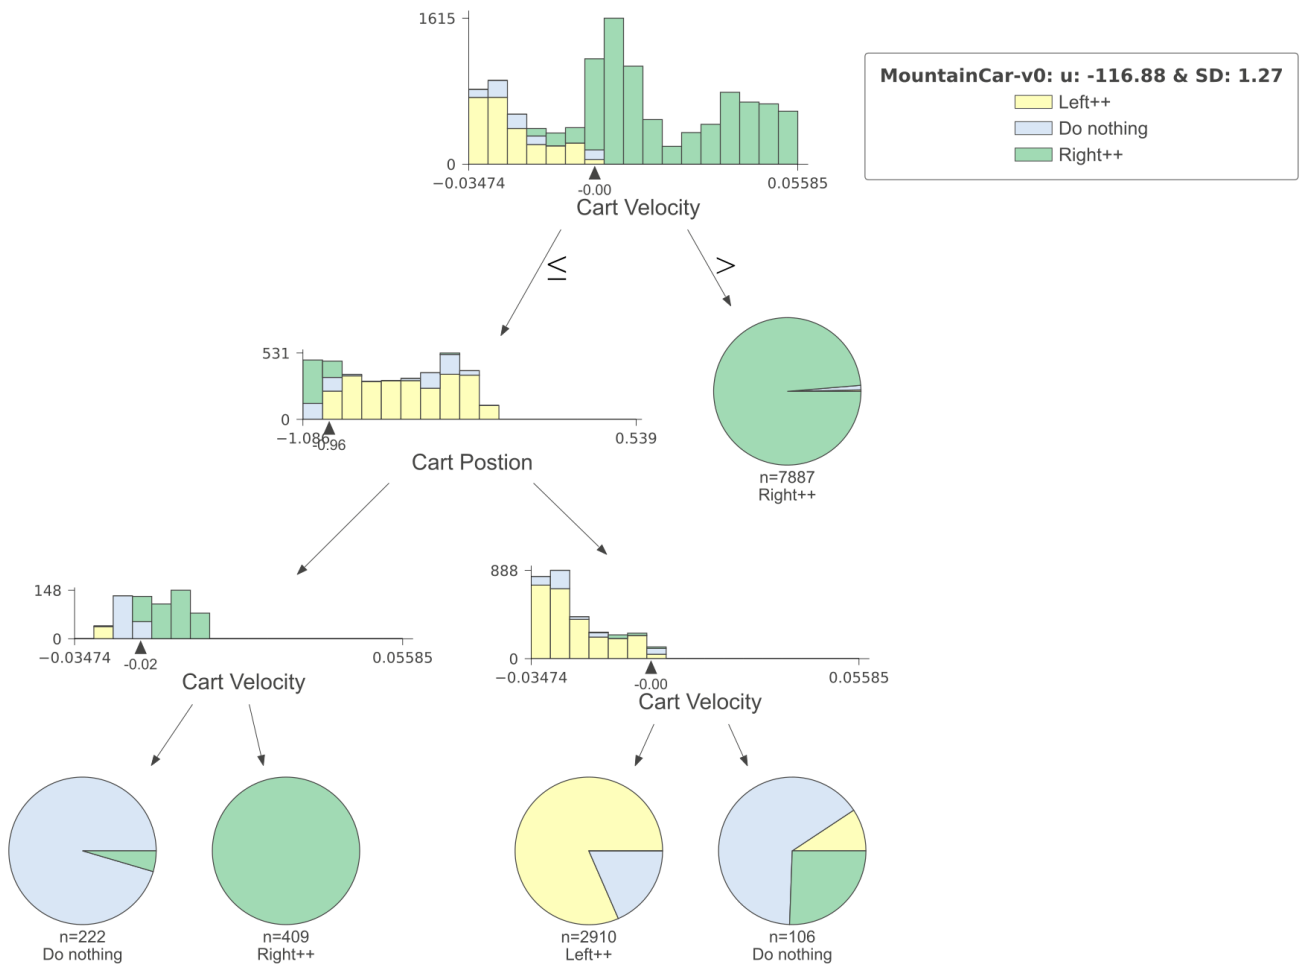 1615
0
−0.03474
0.05585
-0.00
Cart Velocity
MountainCar-v0: u: -116.88 & SD: 1.27
Left++
Do nothing
Right++
≤
>
531
0
−1.086
-0.96
0.539
Cart Postion
n=7887
Right++
148
0
−0.03474
0.05585
-0.02
Cart Velocity
888
0
−0.03474
0.05585
-0.00
Cart Velocity
n=222
Do nothing
n=409
Right++
n=2910
Left++
n=106
Do nothing